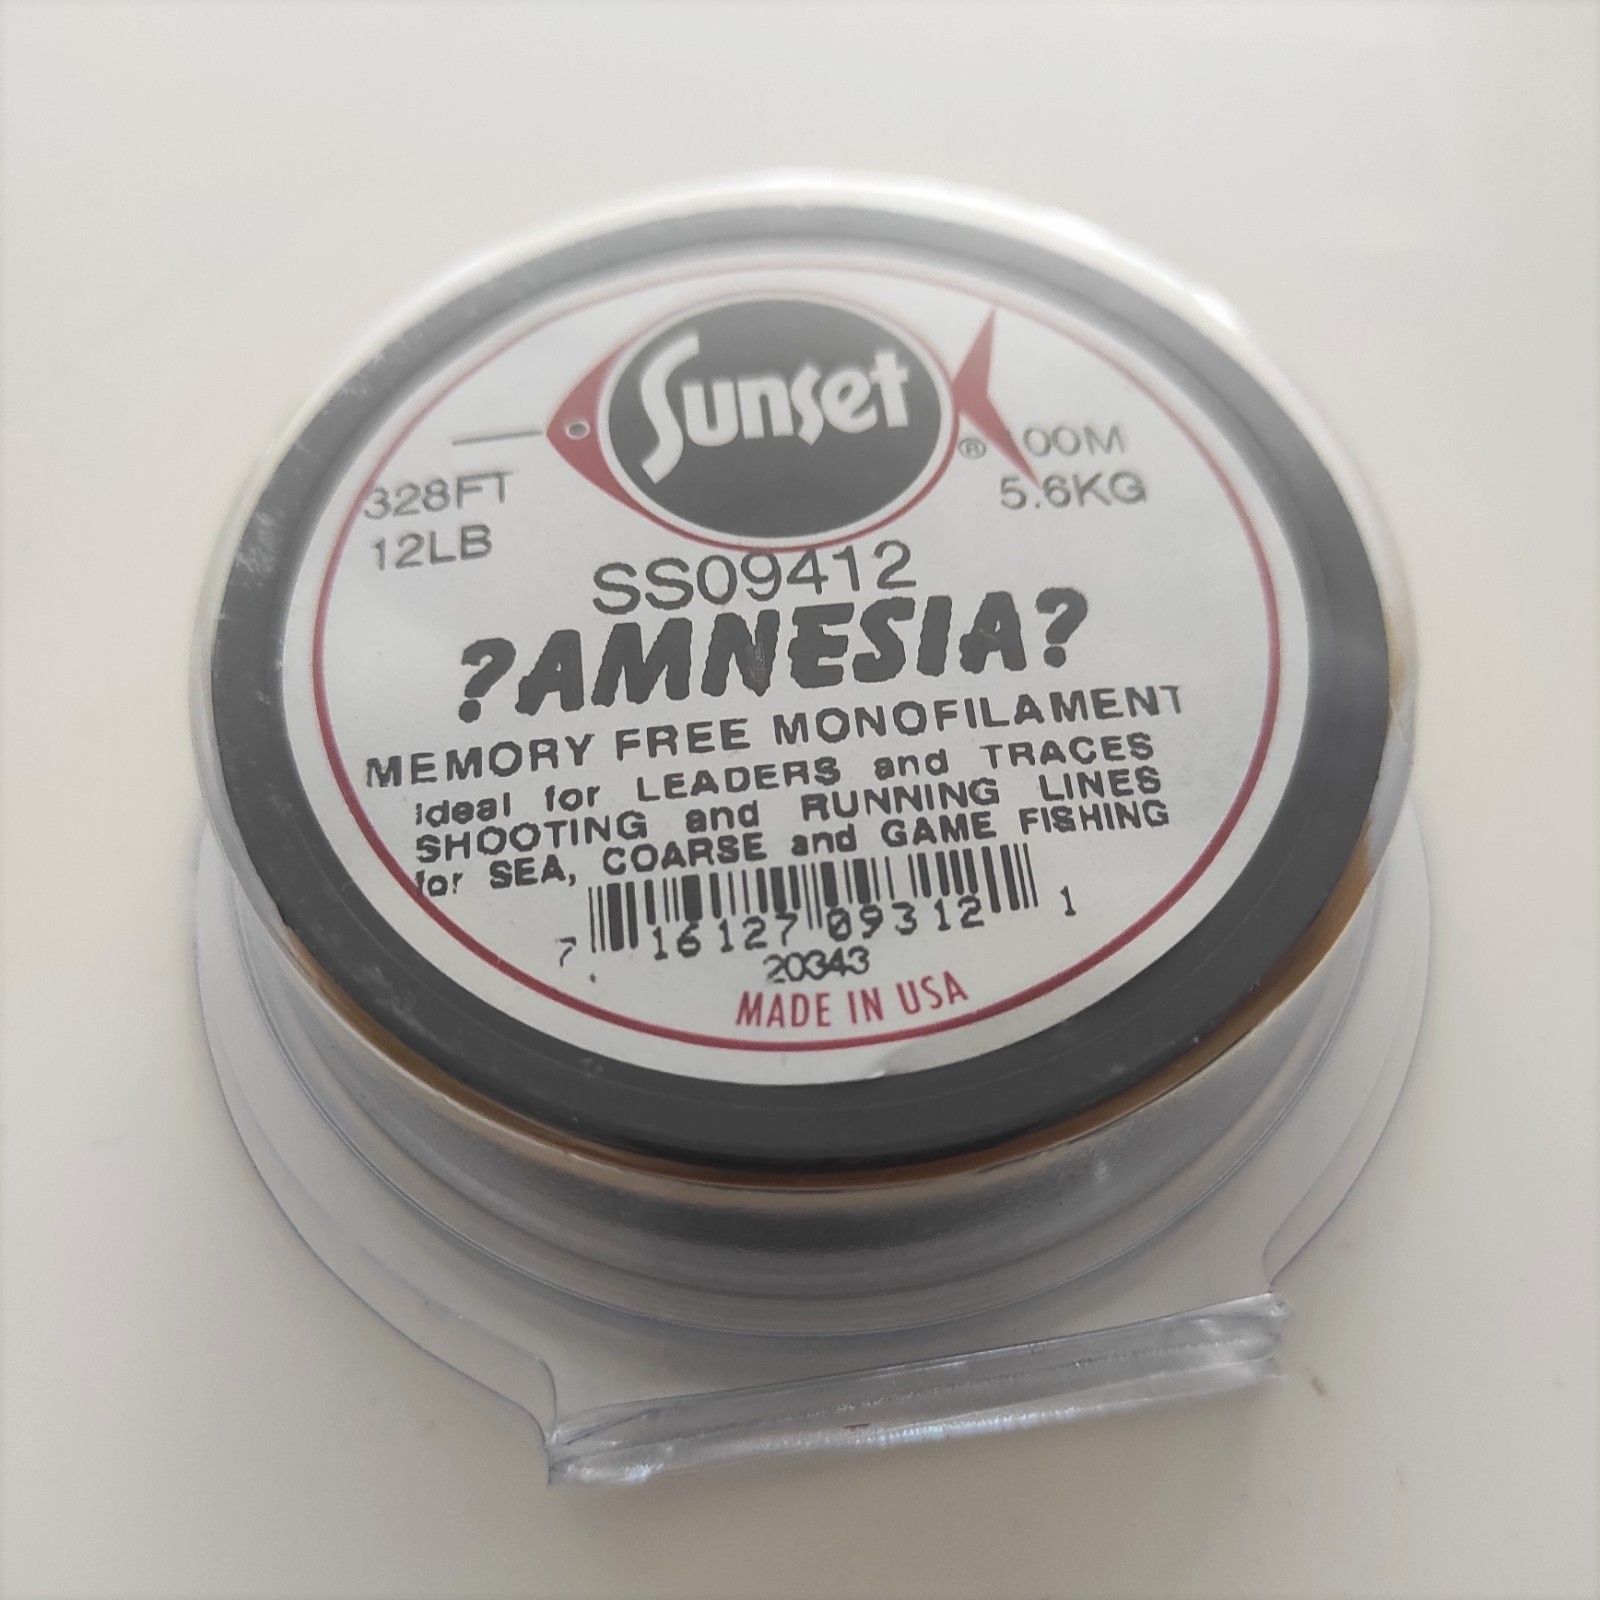 Sunset
®
328FT
12LB
00M
5.6KG
SS09412
?AMNESIA?
MEMORY FREE MONOFILAMENT
ideal for LEADERS and TRACES
SHOOTING and RUNNING LINES
for SEA, COARSE and GAME FISHING
7 16127 09312 1
20343
MADE IN USA